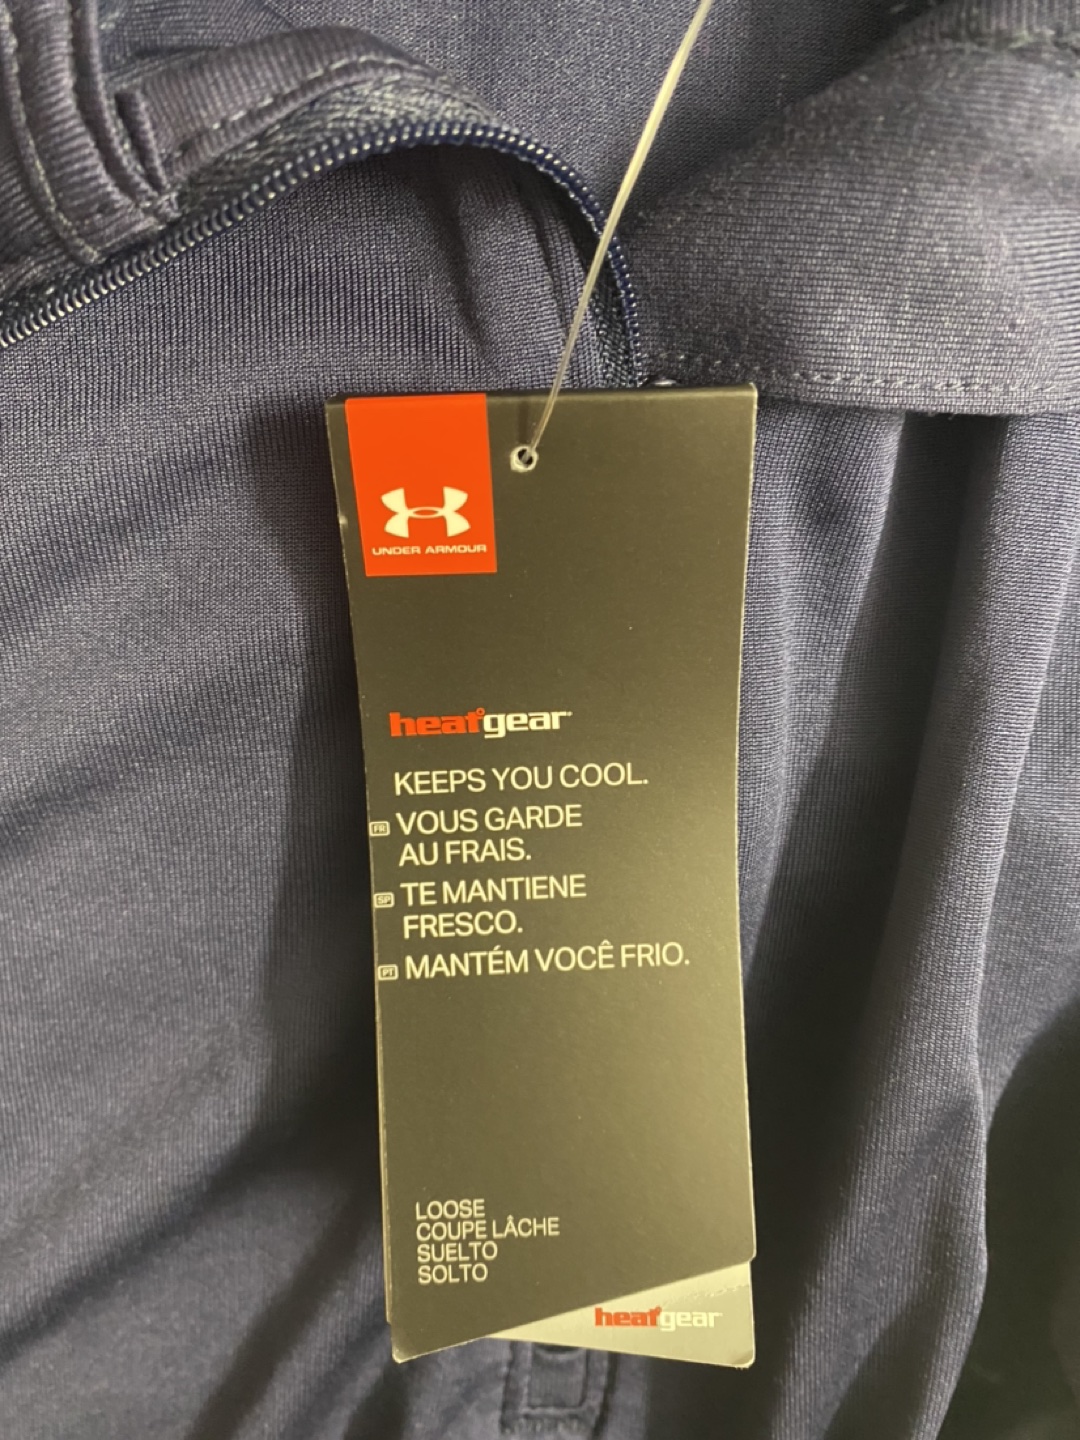 UNDER ARMOUR
heatgear
KEEPS YOU COOL.
FR VOUS GARDE
AU FRAIS.
SP TE MANTIENE
FRESCO.
PT MANTÉM VOCÊ FRIO.
LOOSE
COUPE LÂCHE
SUELTO
SOLTO
heatgear